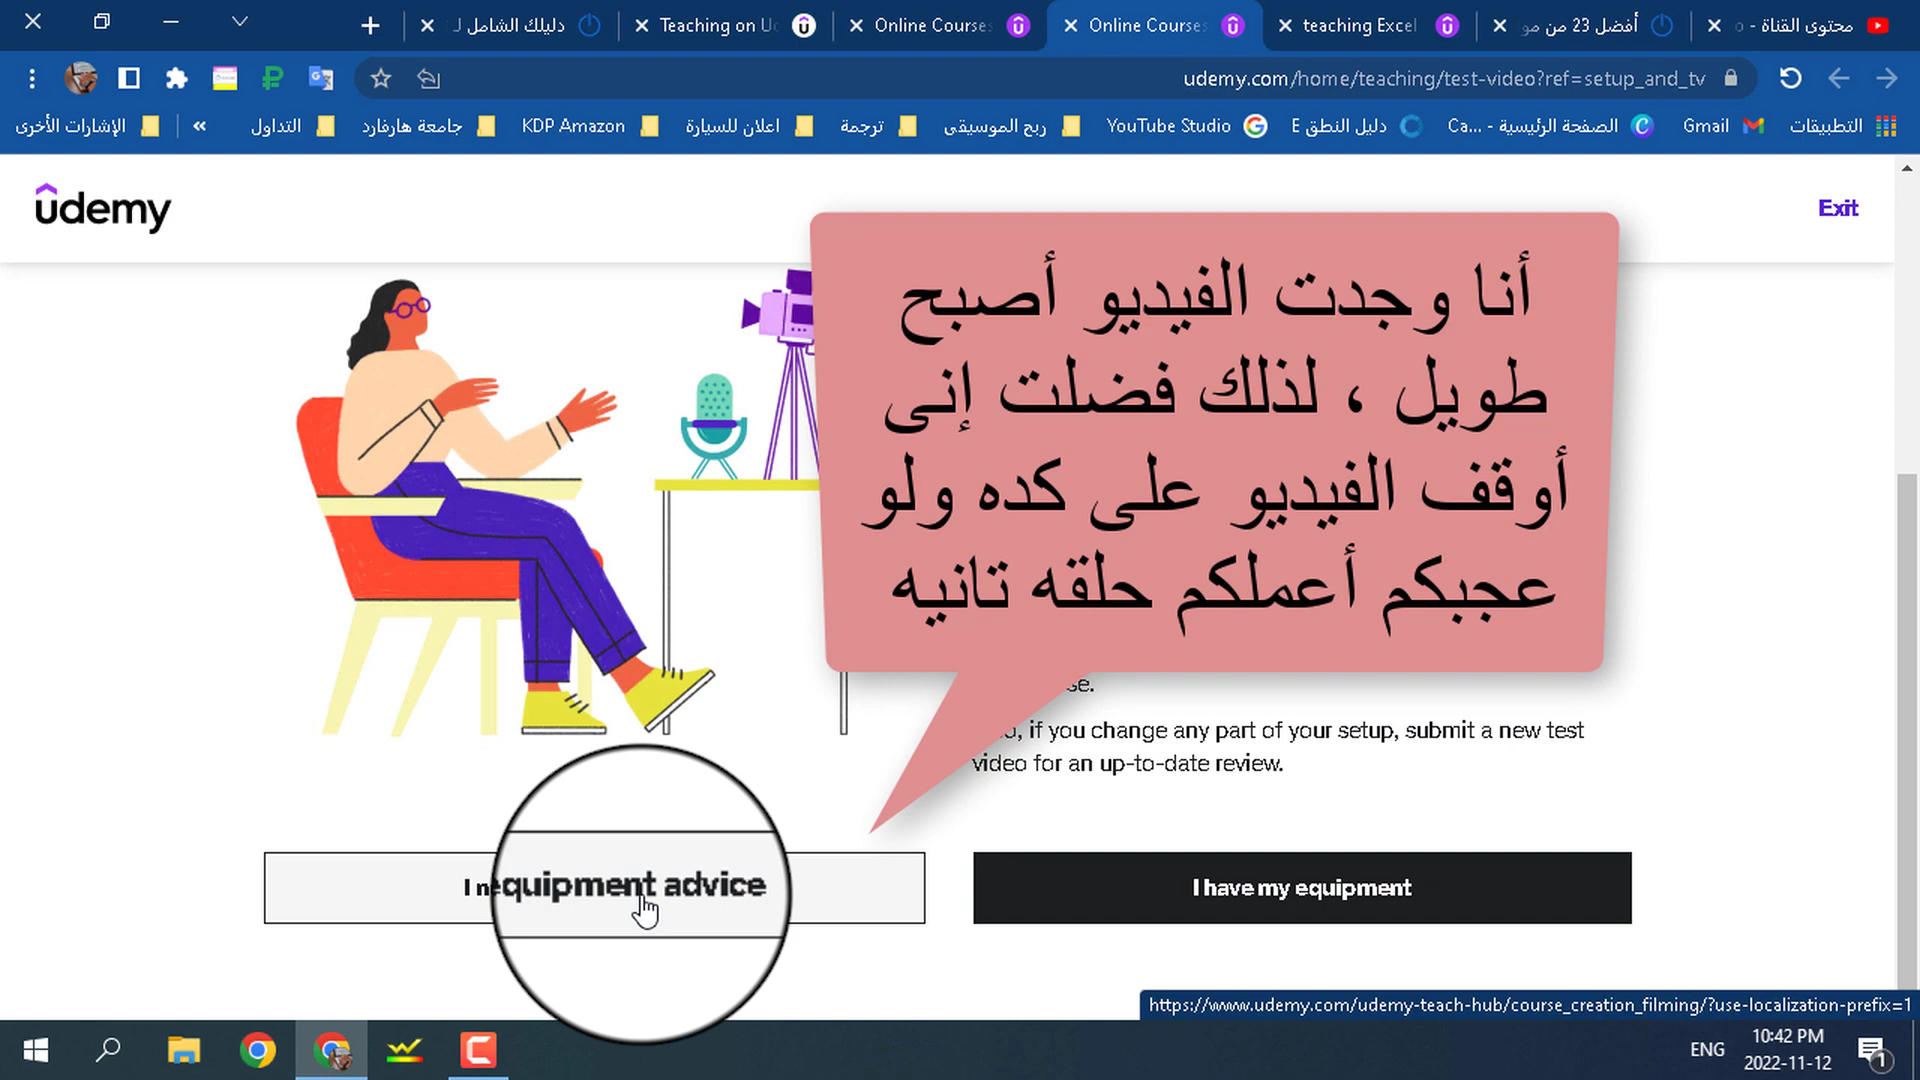 دليلك الشامل لـ
Teaching on Uc
Online Courses
Online Courses
teaching Excel
أفضل 23 من مو
محتوى القناة - o
udemy.com/home/teaching/test-video?ref=setup_and_tv
الإشارات الأخرى
«
التداول
جامعة هارفارد
KDP Amazon
اعلان للسيارة
ترجمة
ربح الموسيقى
YouTube Studio
دليل النطق E
الصفحة الرئيسية - Ca...
Gmail
التطبيقات
udemy
Exit
أنا وجدت الفيديو أصبح
طويل ، لذلك فضلت إنى
أوقف الفيديو على كده ولو
عجبكم أعملكم حلقه تانيه
se.
, if you change any part of your setup, submit a new test
video for an up-to-date review.
I n equipment advice
I have my equipment
https://www.udemy.com/udemy-teach-hub/course_creation_filming/?use-localization-prefix=1
ENG
10:42 PM
2022-11-12
1